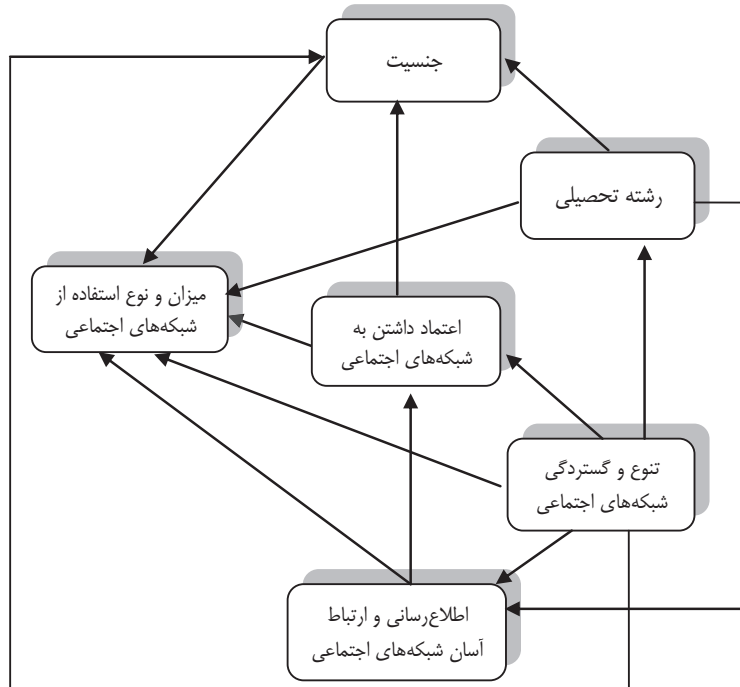 جنسیت
رشته تحصیلی
میزان و نوع استفاده از
شبکه‌های اجتماعی
اعتماد داشتن به
شبکه‌های اجتماعی
تنوع و گستردگی
شبکه‌های اجتماعی
اطلاع‌رسانی و ارتباط
آسان شبکه‌های اجتماعی